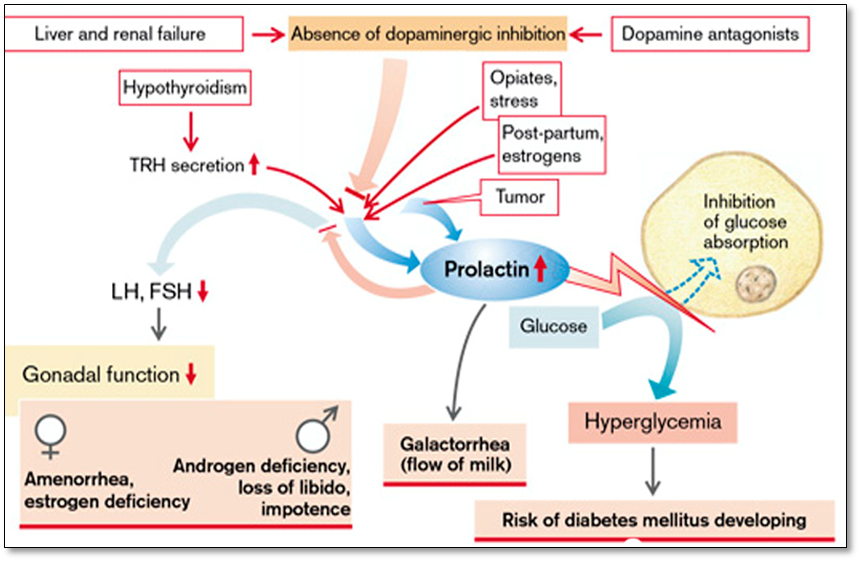 Liver and renal failure
Absence of dopaminergic inhibition
Dopamine antagonists
Hypothyroidism
Opiates,
stress
Post-partum,
estrogens
TRH secretion
Tumor
Inhibition
of glucose
absorption
Prolactin
LH, FSH
Glucose
Gonadal function
Hyperglycemia
Galactorrhea
(flow of milk)
Amenorrhea,
estrogen deficiency
Androgen deficiency,
loss of libido,
impotence
Risk of diabetes mellitus developing